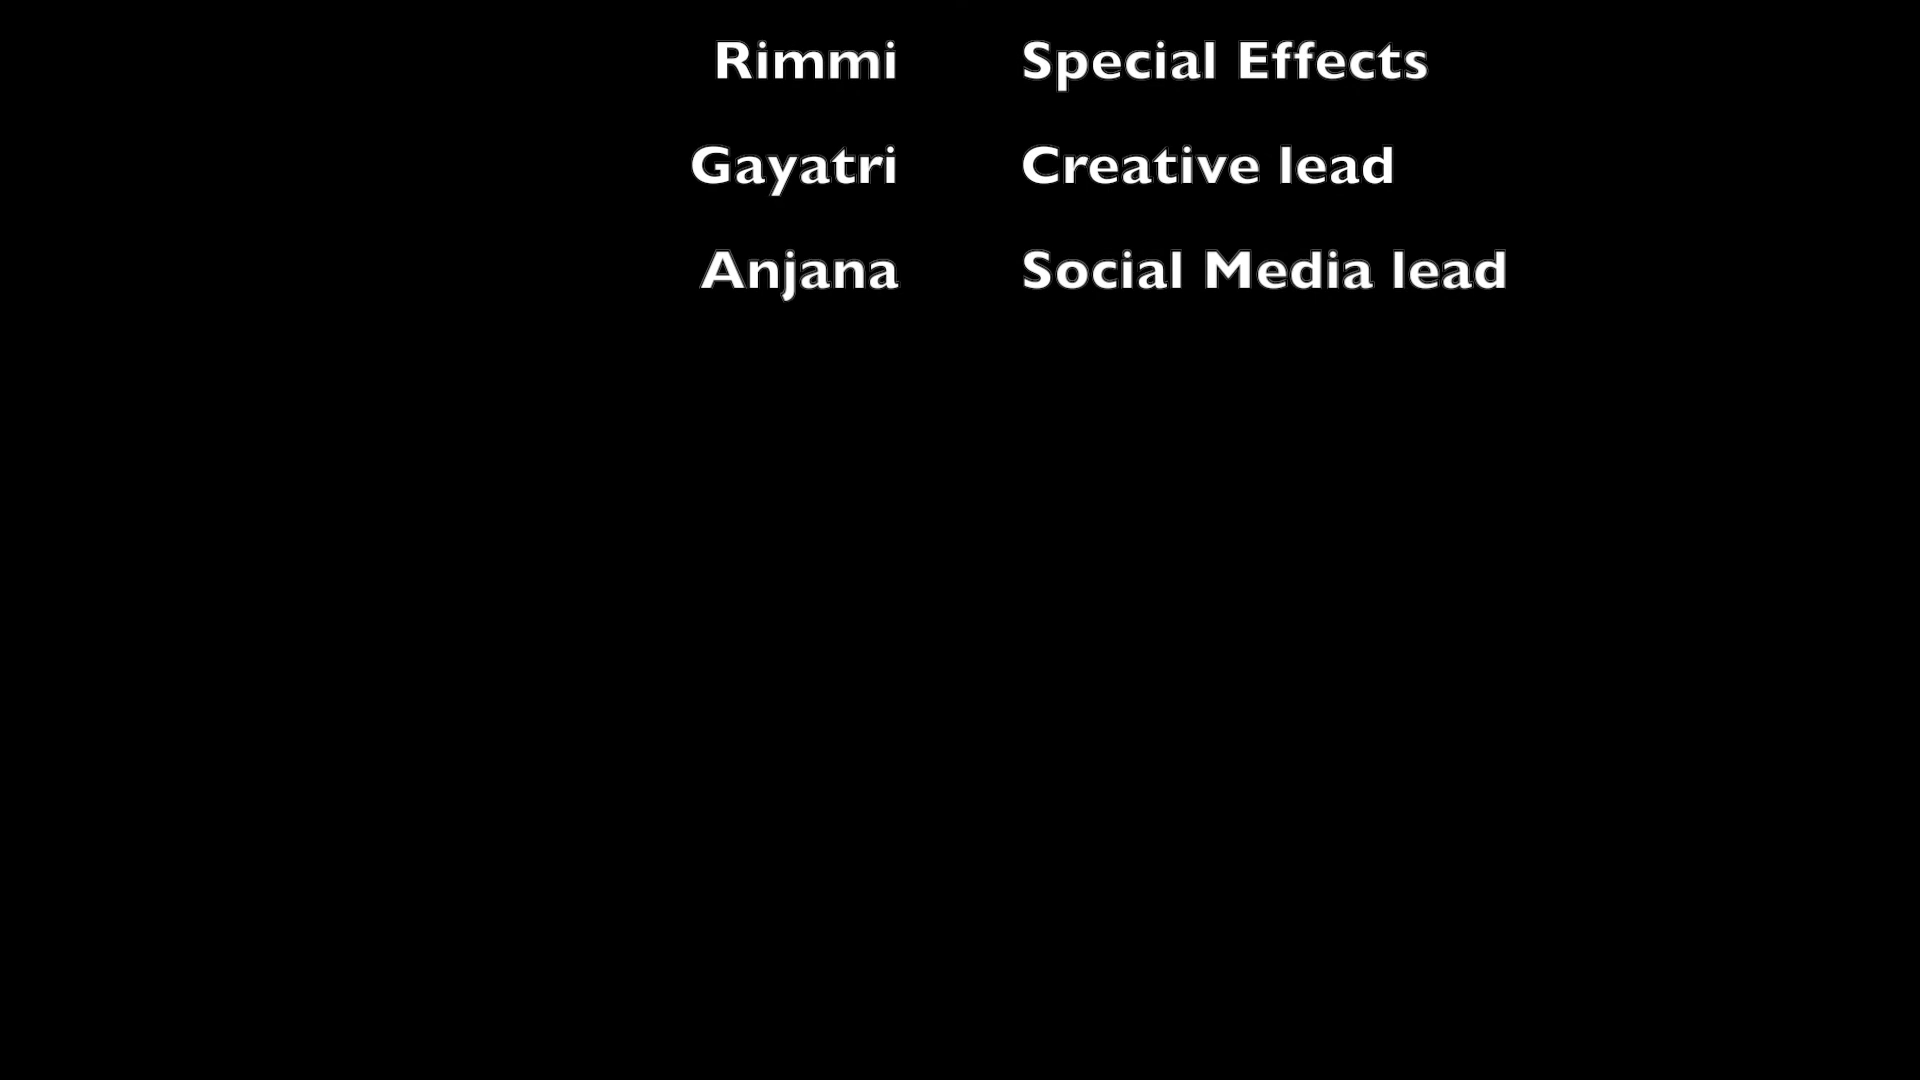 Rimmi Special Effects
Gayatri Creative lead
Anjana Social Media lead